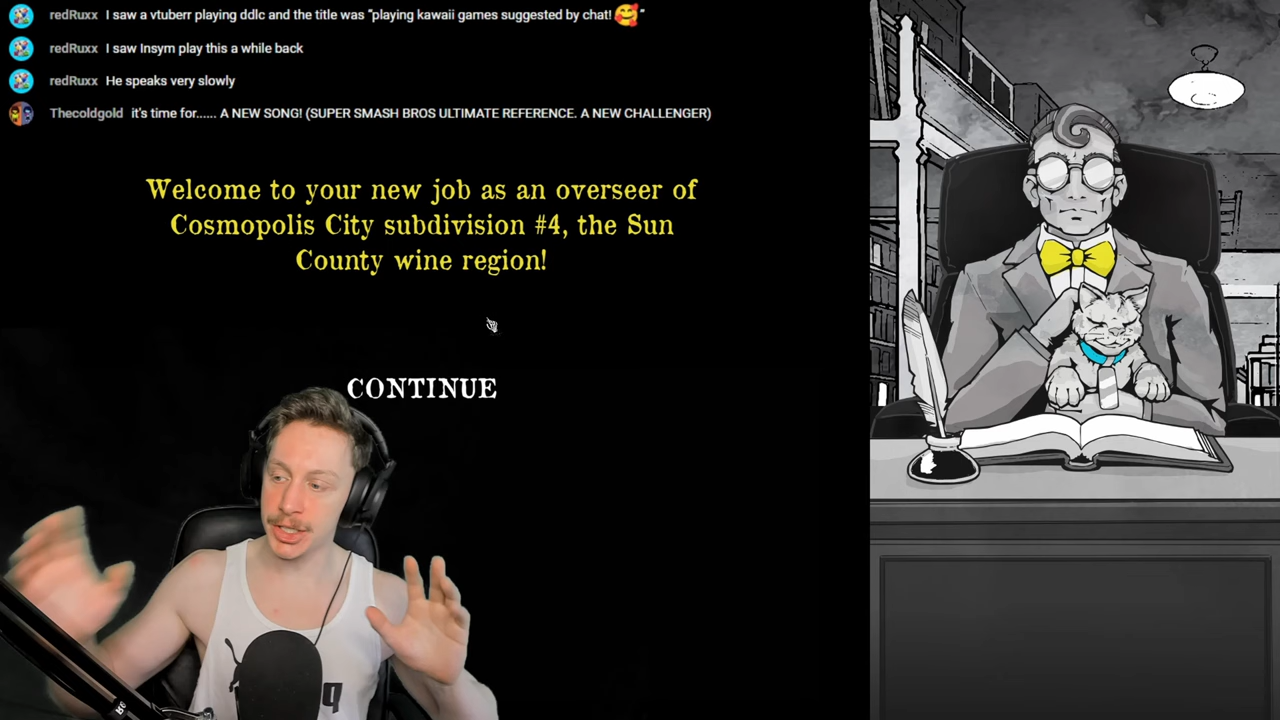 redRuxx I saw a vtuberr playing ddlc and the title was “playing kawaii games suggested by chat! 🥰 ”
redRuxx I saw Insym play this a while back
redRuxx He speaks very slowly
Thecoldgold it's time for...... A NEW SONG! (SUPER SMASH BROS ULTIMATE REFERENCE. A NEW CHALLENGER)
Welcome to your new job as an overseer of
Cosmopolis City subdivision #4, the Sun
County wine region!
CONTINUE